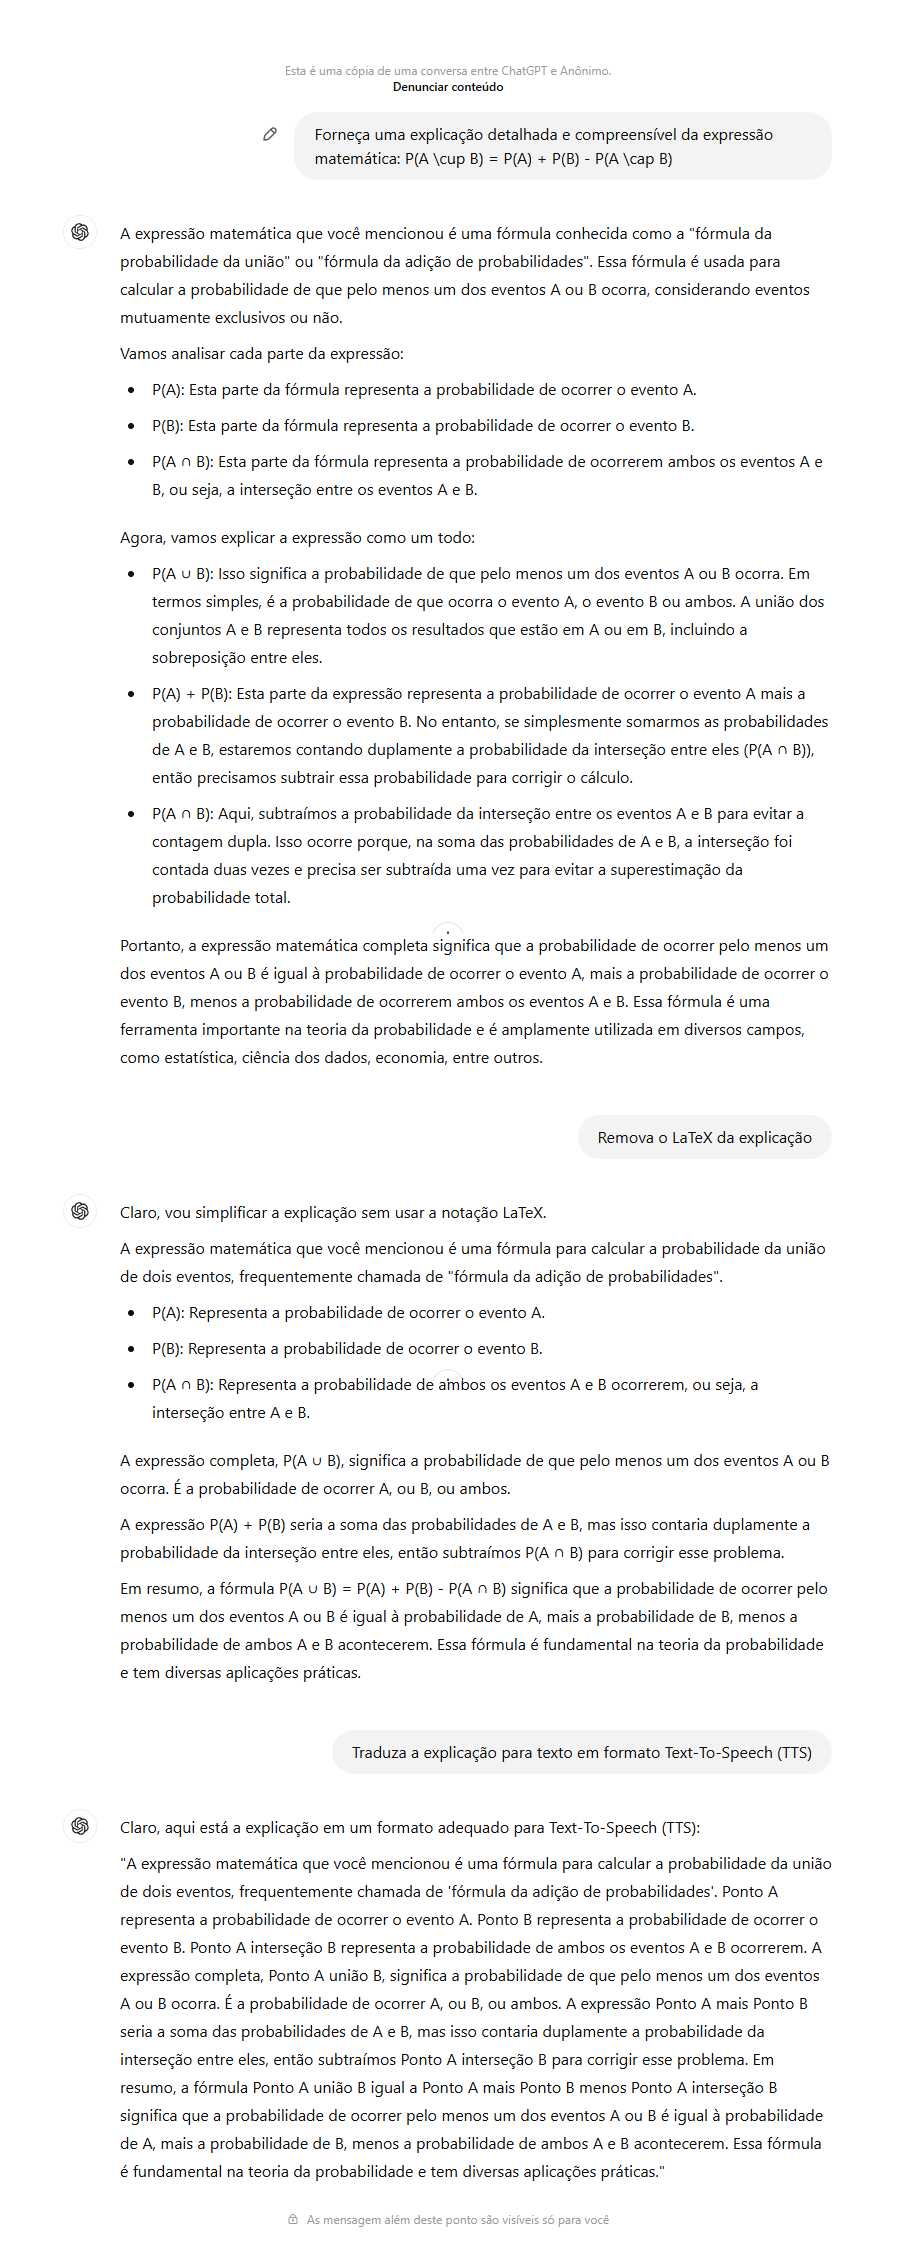 Esta é uma cópia de uma conversa entre ChatGPT e Anônimo.
Denunciar conteúdo
Forneça uma explicação detalhada e compreensível da expressão
matemática: P(A \cup B) = P(A) + P(B) - P(A \cap B)
A expressão matemática que você mencionou é uma fórmula conhecida como a "fórmula da
probabilidade da união" ou "fórmula da adição de probabilidades". Essa fórmula é usada para
calcular a probabilidade de que pelo menos um dos eventos A ou B ocorra, considerando eventos
mutuamente exclusivos ou não.
Vamos analisar cada parte da expressão:
• P(A): Esta parte da fórmula representa a probabilidade de ocorrer o evento A.
• P(B): Esta parte da fórmula representa a probabilidade de ocorrer o evento B.
• P(A ∩ B): Esta parte da fórmula representa a probabilidade de ocorrerem ambos os eventos A e
B, ou seja, a interseção entre os eventos A e B.
Agora, vamos explicar a expressão como um todo:
• P(A ∪ B): Isso significa a probabilidade de que pelo menos um dos eventos A ou B ocorra. Em
termos simples, é a probabilidade de que ocorra o evento A, o evento B ou ambos. A união dos
conjuntos A e B representa todos os resultados que estão em A ou em B, incluindo a
sobreposição entre eles.
• P(A) + P(B): Esta parte da expressão representa a probabilidade de ocorrer o evento A mais a
probabilidade de ocorrer o evento B. No entanto, se simplesmente somarmos as probabilidades
de A e B, estaremos contando duplamente a probabilidade da interseção entre eles (P(A ∩ B)),
então precisamos subtrair essa probabilidade para corrigir o cálculo.
• P(A ∩ B): Aqui, subtraímos a probabilidade da interseção entre os eventos A e B para evitar a
contagem dupla. Isso ocorre porque, na soma das probabilidades de A e B, a interseção foi
contada duas vezes e precisa ser subtraída uma vez para evitar a superestimação da
probabilidade total.
Portanto, a expressão matemática completa significa que a probabilidade de ocorrer pelo menos um
dos eventos A ou B é igual à probabilidade de ocorrer o evento A, mais a probabilidade de ocorrer o
evento B, menos a probabilidade de ocorrerem ambos os eventos A e B. Essa fórmula é uma
ferramenta importante na teoria da probabilidade e é amplamente utilizada em diversos campos,
como estatística, ciência dos dados, economia, entre outros.
Remova o LaTeX da explicação
Claro, vou simplificar a explicação sem usar a notação LaTeX.
A expressão matemática que você mencionou é uma fórmula para calcular a probabilidade da união
de dois eventos, frequentemente chamada de "fórmula da adição de probabilidades".
• P(A): Representa a probabilidade de ocorrer o evento A.
• P(B): Representa a probabilidade de ocorrer o evento B.
• P(A ∩ B): Representa a probabilidade de ambos os eventos A e B ocorrerem, ou seja, a
interseção entre A e B.
A expressão completa, P(A ∪ B), significa a probabilidade de que pelo menos um dos eventos A ou B
ocorra. É a probabilidade de ocorrer A, ou B, ou ambos.
A expressão P(A) + P(B) seria a soma das probabilidades de A e B, mas isso contaria duplamente a
probabilidade da interseção entre eles, então subtraímos P(A ∩ B) para corrigir esse problema.
Em resumo, a fórmula P(A ∪ B) = P(A) + P(B) - P(A ∩ B) significa que a probabilidade de ocorrer pelo
menos um dos eventos A ou B é igual à probabilidade de A, mais a probabilidade de B, menos a
probabilidade de ambos A e B acontecerem. Essa fórmula é fundamental na teoria da probabilidade
e tem diversas aplicações práticas.
Traduza a explicação para texto em formato Text-To-Speech (TTS)
Claro, aqui está a explicação em um formato adequado para Text-To-Speech (TTS):
"A expressão matemática que você mencionou é uma fórmula para calcular a probabilidade da união
de dois eventos, frequentemente chamada de 'fórmula da adição de probabilidades'. Ponto A
representa a probabilidade de ocorrer o evento A. Ponto B representa a probabilidade de ocorrer o
evento B. Ponto A interseção B representa a probabilidade de ambos os eventos A e B ocorrerem. A
expressão completa, Ponto A união B, significa a probabilidade de que pelo menos um dos eventos
A ou B ocorra. É a probabilidade de ocorrer A, ou B, ou ambos. A expressão Ponto A mais Ponto B
seria a soma das probabilidades de A e B, mas isso contaria duplamente a probabilidade da
interseção entre eles, então subtraímos Ponto A interseção B para corrigir esse problema. Em
resumo, a fórmula Ponto A união B igual a Ponto A mais Ponto B menos Ponto A interseção B
significa que a probabilidade de ocorrer pelo menos um dos eventos A ou B é igual à probabilidade
de A, mais a probabilidade de B, menos a probabilidade de ambos A e B acontecerem. Essa fórmula
é fundamental na teoria da probabilidade e tem diversas aplicações práticas."
As mensagem além deste ponto são visíveis só para você